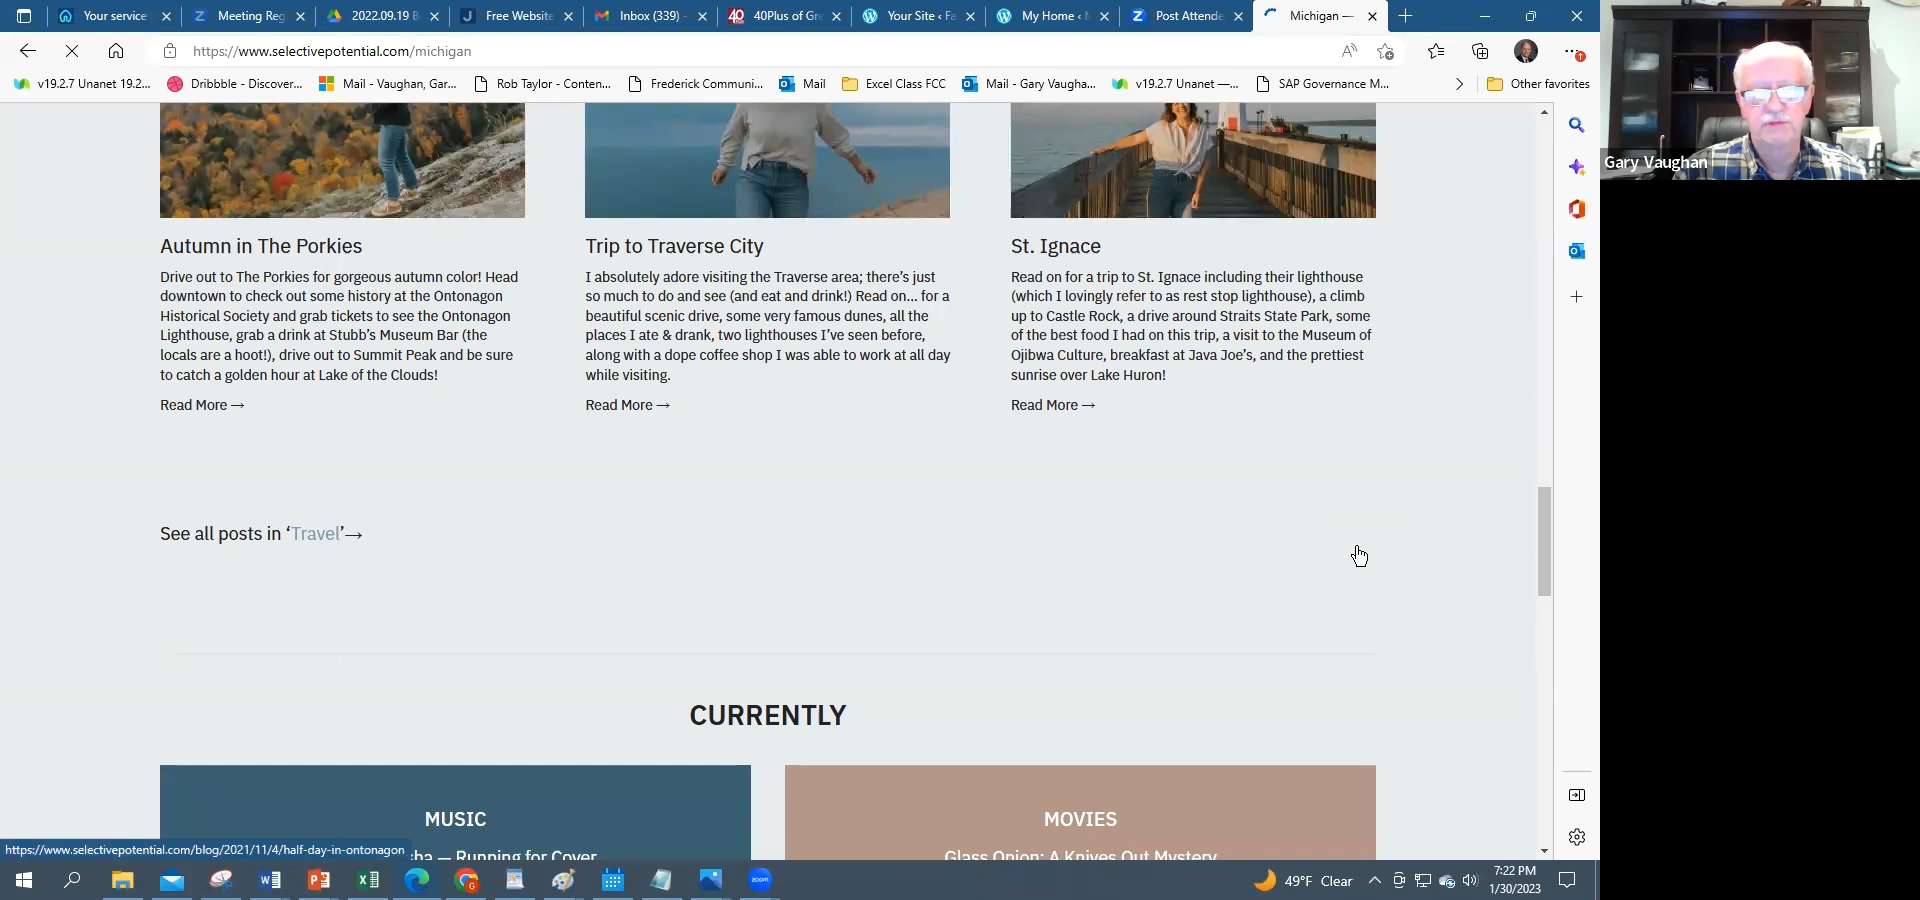 Your service
Meeting Reg
2022.09.19 B
Free Website
Inbox (339) -
40Plus of Gre
Your Site ‹ Fa
My Home ‹ M
Post Attende
Michigan —
https://www.selectivepotential.com/michigan
v19.2.7 Unanet 19.2...
Dribbble - Discover...
Mail - Vaughan, Gar...
Rob Taylor - Conten...
Frederick Communi...
Mail
Excel Class FCC
Mail - Gary Vaugha...
v19.2.7 Unanet —...
SAP Governance M...
Other favorites
Gary Vaughan
Autumn in The Porkies
Drive out to The Porkies for gorgeous autumn color! Head
downtown to check out some history at the Ontonagon
Historical Society and grab tickets to see the Ontonagon
Lighthouse, grab a drink at Stubb’s Museum Bar (the
locals are a hoot!), drive out to Summit Peak and be sure
to catch a golden hour at Lake of the Clouds!
Read More →
Trip to Traverse City
I absolutely adore visiting the Traverse area; there’s just
so much to do and see (and eat and drink!) Read on... for a
beautiful scenic drive, some very famous dunes, all the
places I ate & drank, two lighthouses I’ve seen before,
along with a dope coffee shop I was able to work at all day
while visiting.
Read More →
St. Ignace
Read on for a trip to St. Ignace including their lighthouse
(which I lovingly refer to as rest stop lighthouse), a climb
up to Castle Rock, a drive around Straits State Park, some
of the best food I had on this trip, a visit to the Museum of
Ojibwa Culture, breakfast at Java Joe’s, and the prettiest
sunrise over Lake Huron!
Read More →
See all posts in ‘Travel’→
CURRENTLY
MUSIC
— Running for Cover
MOVIES
Glass Onion: A Knives Out Mystery
https://www.selectivepotential.com/blog/2021/11/4/half-day-in-ontonagon
49°F Clear
7:22 PM
1/30/2023